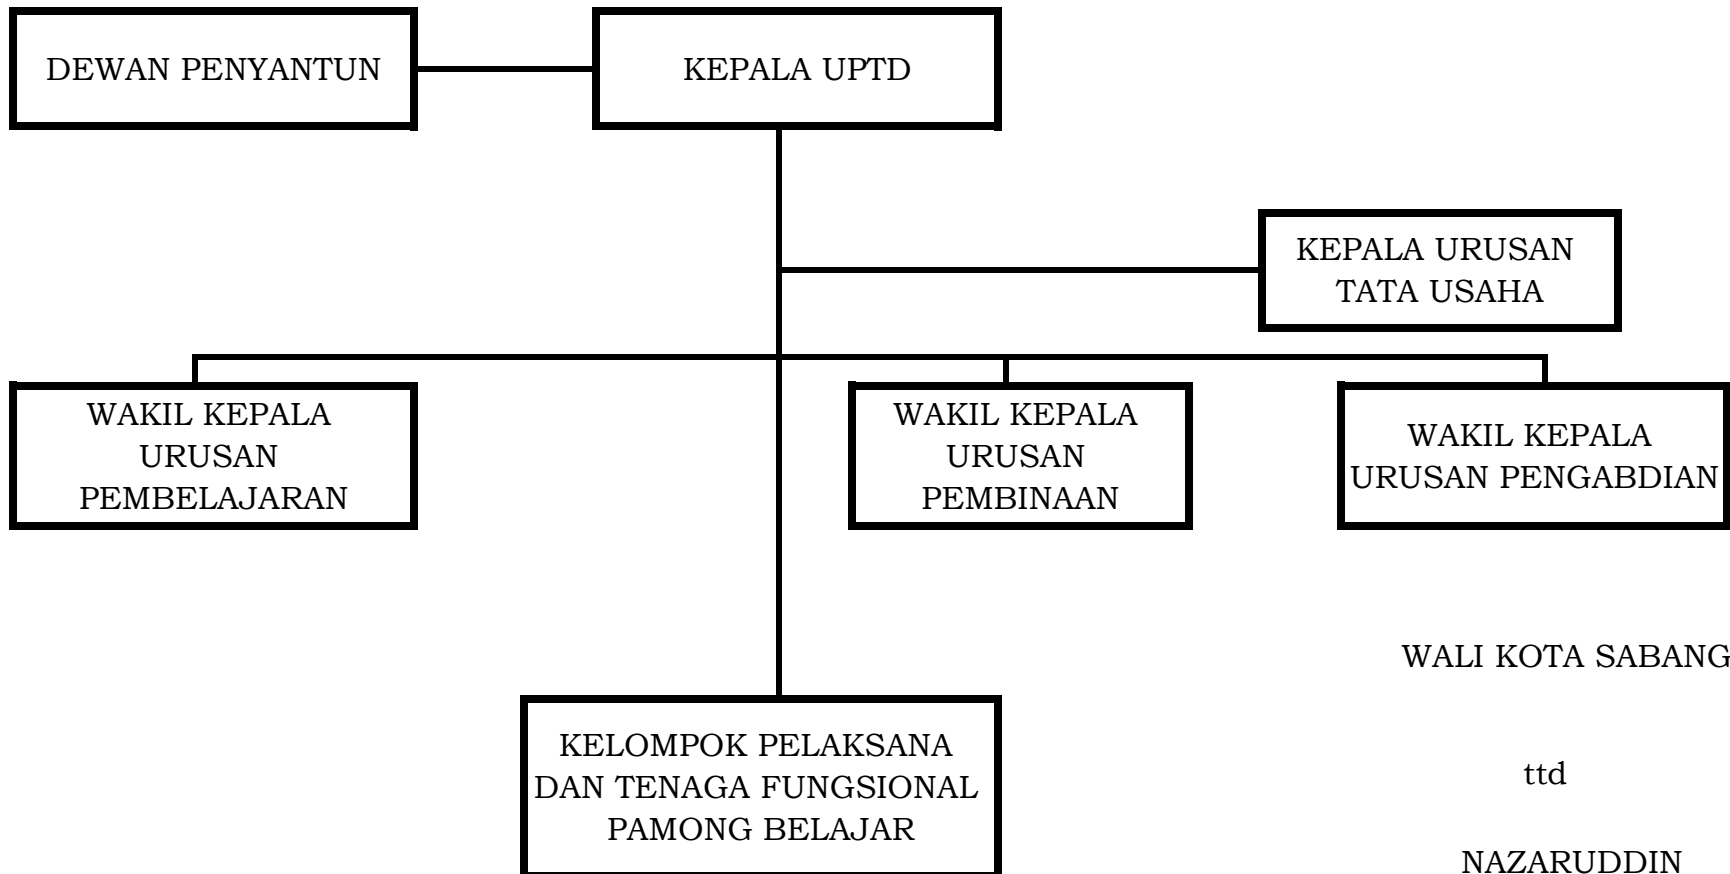 DEWAN PENYANTUN
KEPALA UPTD
KEPALA URUSAN
TATA USAHA
WAKIL KEPALA
URUSAN
PEMBELAJARAN
WAKIL KEPALA
URUSAN
PEMBINAAN
WAKIL KEPALA
URUSAN PENGABDIAN
WALI KOTA SABANG
KELOMPOK PELAKSANA
DAN TENAGA FUNGSIONAL
PAMONG BELAJAR
ttd
NAZARUDDIN